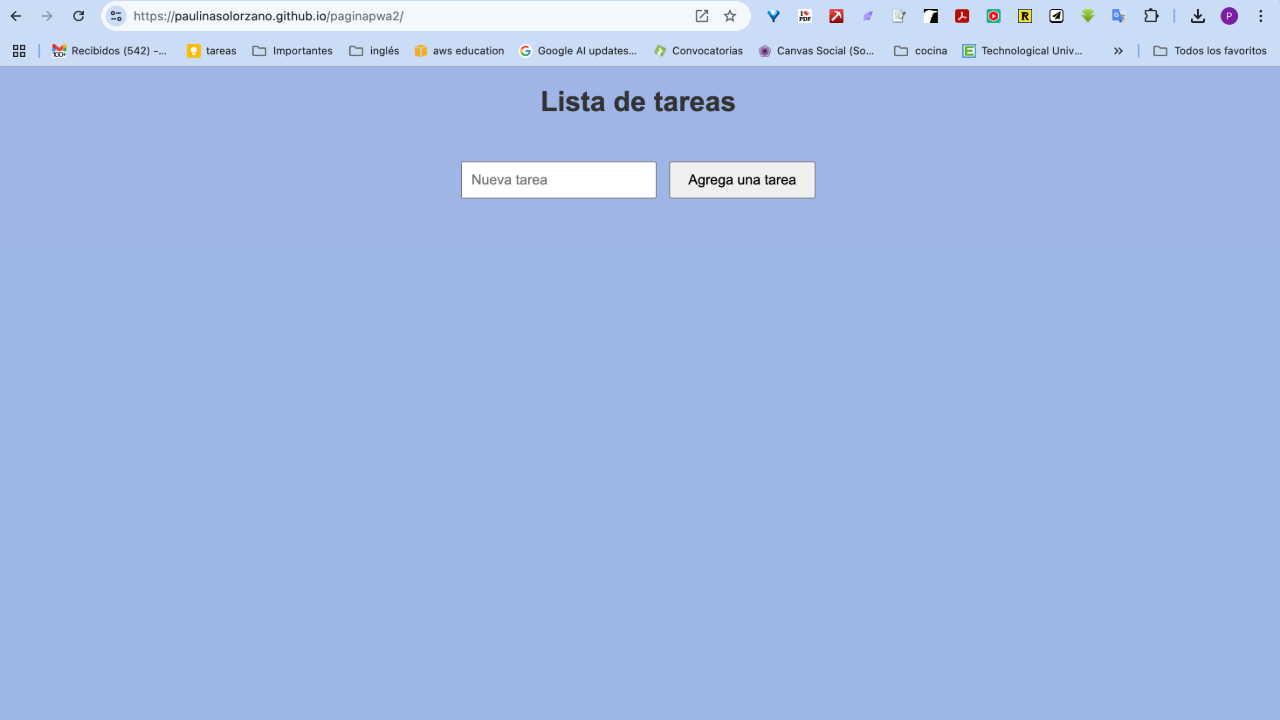 https://paulinasolorzano.github.io/paginapwa2/
Recibidos (542) -... tareas Importantes inglés aws education Google AI updates... Convocatorias Canvas Social (So... cocina Technological Univ... » Todos los favoritos
Lista de tareas
Nueva tarea Agrega una tarea